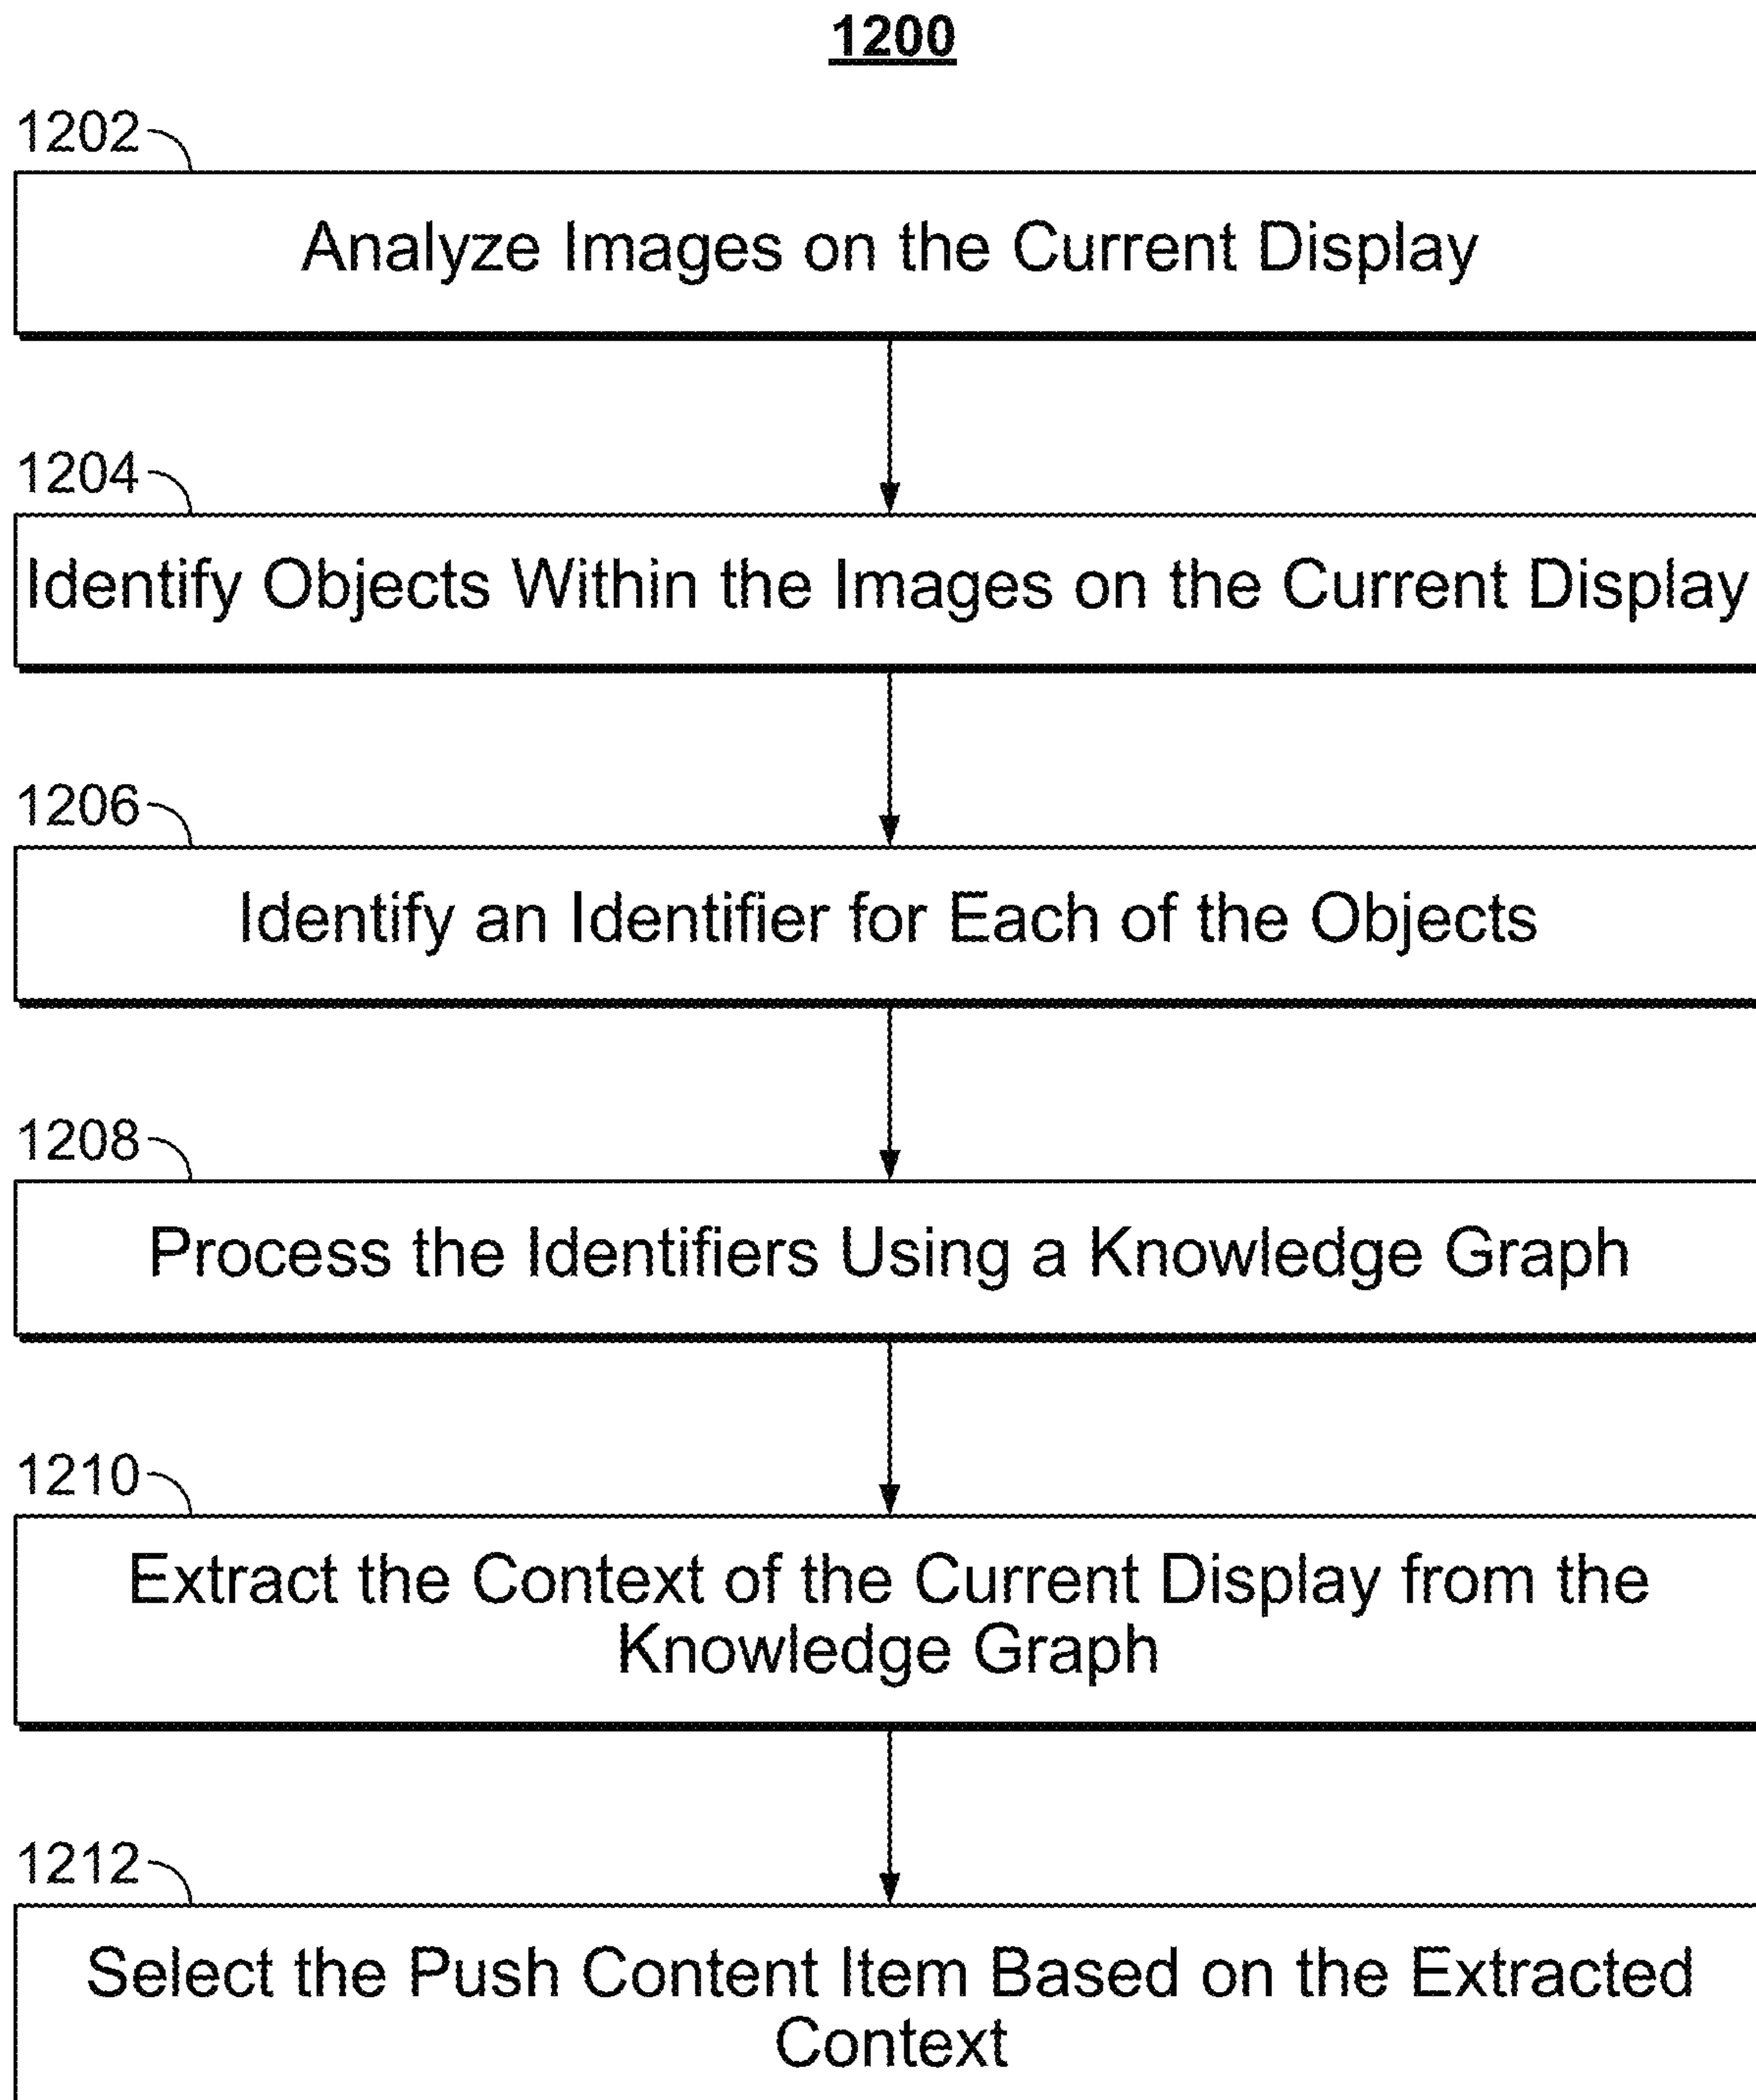 1200
1202
Analyze Images on the Current Display
1204
Identify Objects Within the Images on the Current Display
1206
Identify an Identifier for Each of the Objects
1208
Process the Identifiers Using a Knowledge Graph
1210
Extract the Context of the Current Display from the
Knowledge Graph
1212
Select the Push Content Item Based on the Extracted
Context